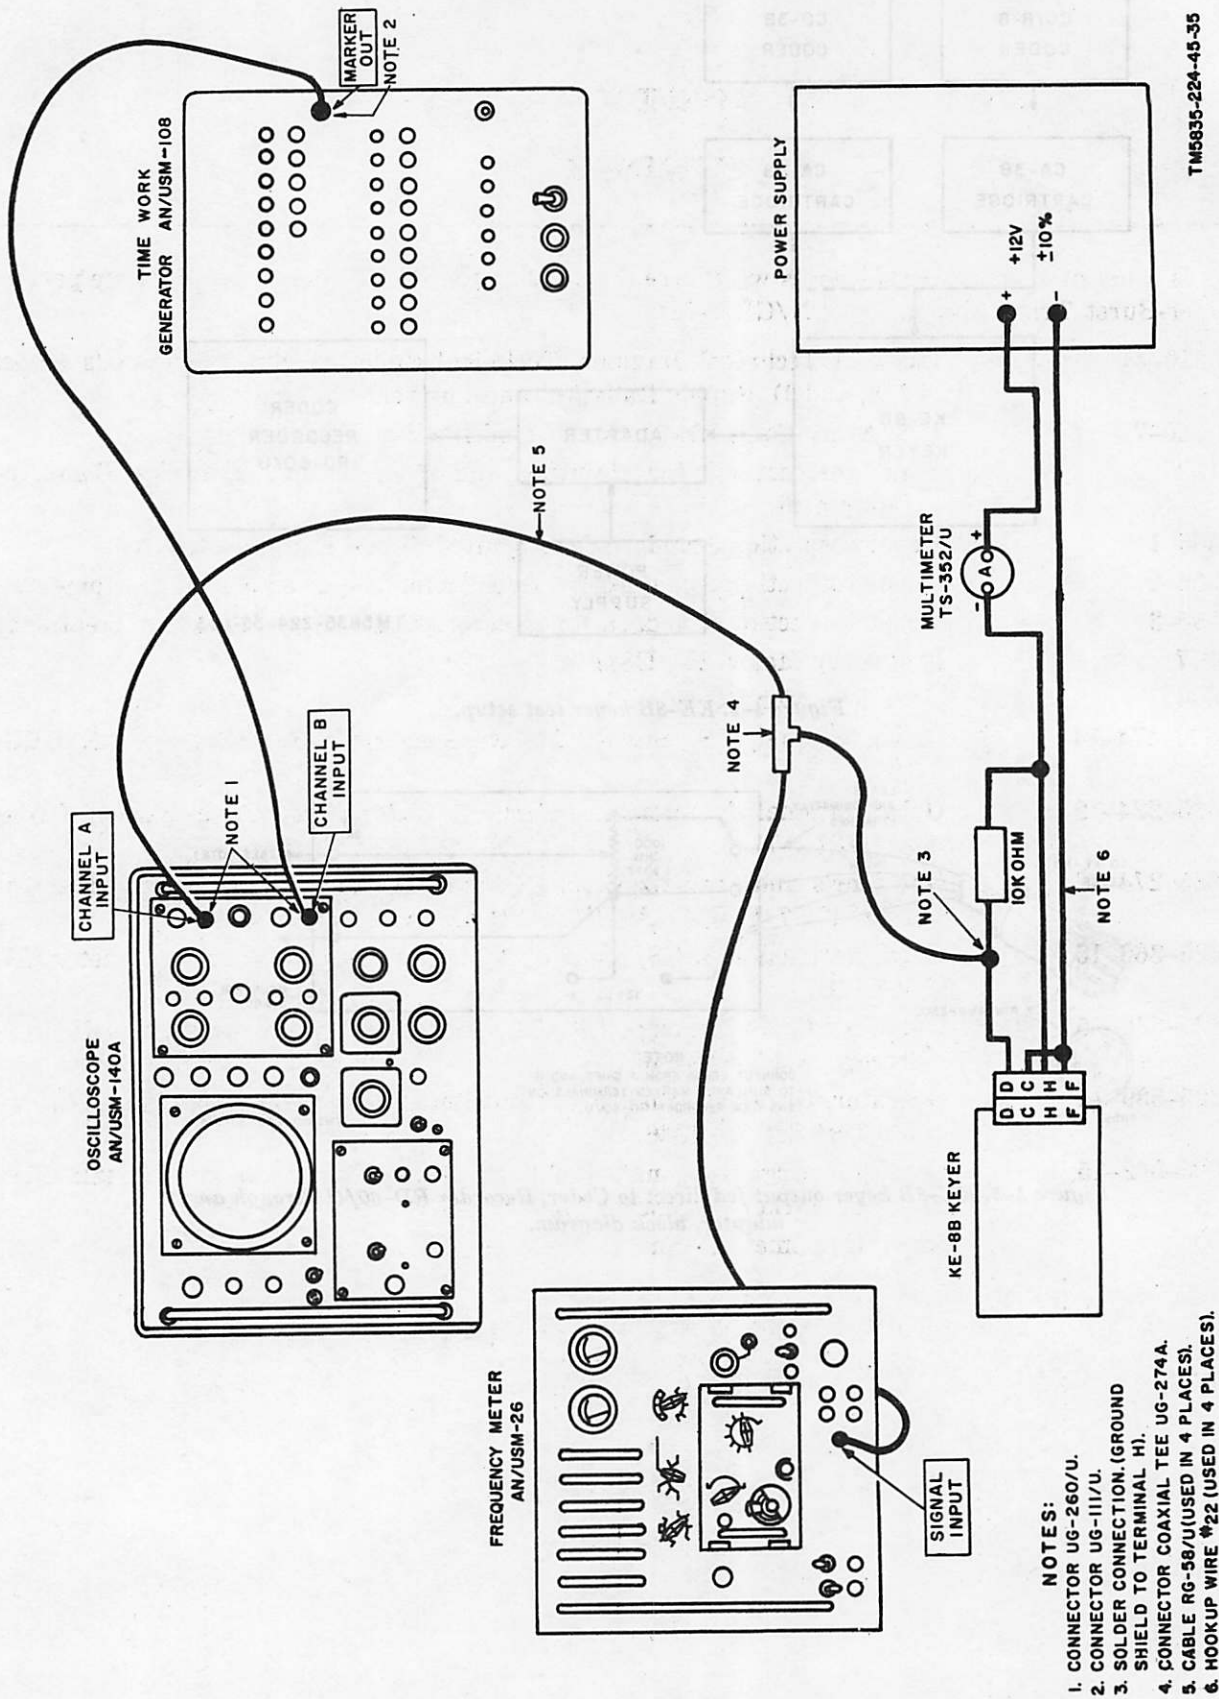 TIME WORK
GENERATOR AN/USM-108
MARKER
OUT
NOTE 2
OSCILLOSCOPE
AN/USM-140A
CHANNEL A
INPUT
NOTE 1
CHANNEL B
INPUT
NOTE 5
FREQUENCY METER
AN/USM-26
SIGNAL
INPUT
NOTE 4
POWER SUPPLY
+
+12V
±10%
-
MULTIMETER
TS-352/U
- A +
NOTE 3
10K OHM
NOTE 6
KE-8B KEYER
D D
C C
H H
F F
NOTES:
1. CONNECTOR UG-260/U.
2. CONNECTOR UG-111/U.
3. SOLDER CONNECTION. (GROUND
SHIELD TO TERMINAL H).
4. CONNECTOR COAXIAL TEE UG-274A.
5. CABLE RG-58/U(USED IN 4 PLACES).
6. HOOKUP WIRE #22 (USED IN 4 PLACES).
TM5835-224-45-35